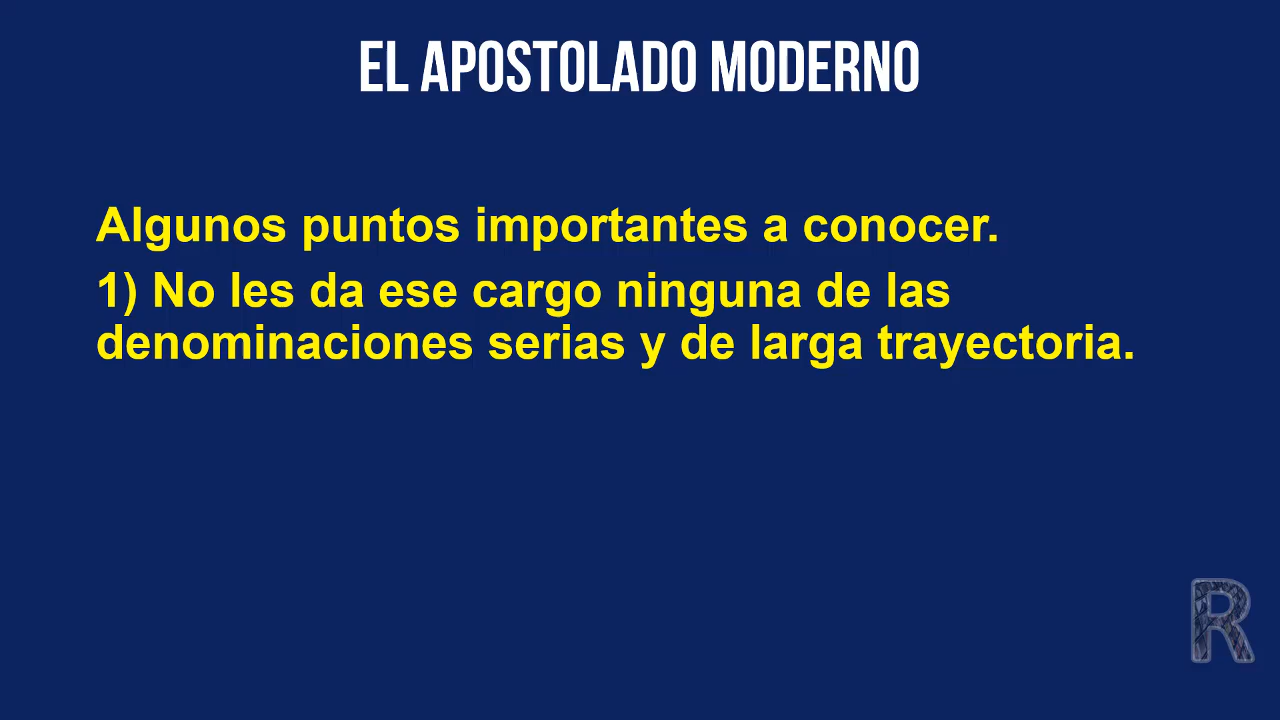 EL APOSTOLADO MODERNO
Algunos puntos importantes a conocer.
1) No les da ese cargo ninguna de las
denominaciones serias y de larga trayectoria.
R